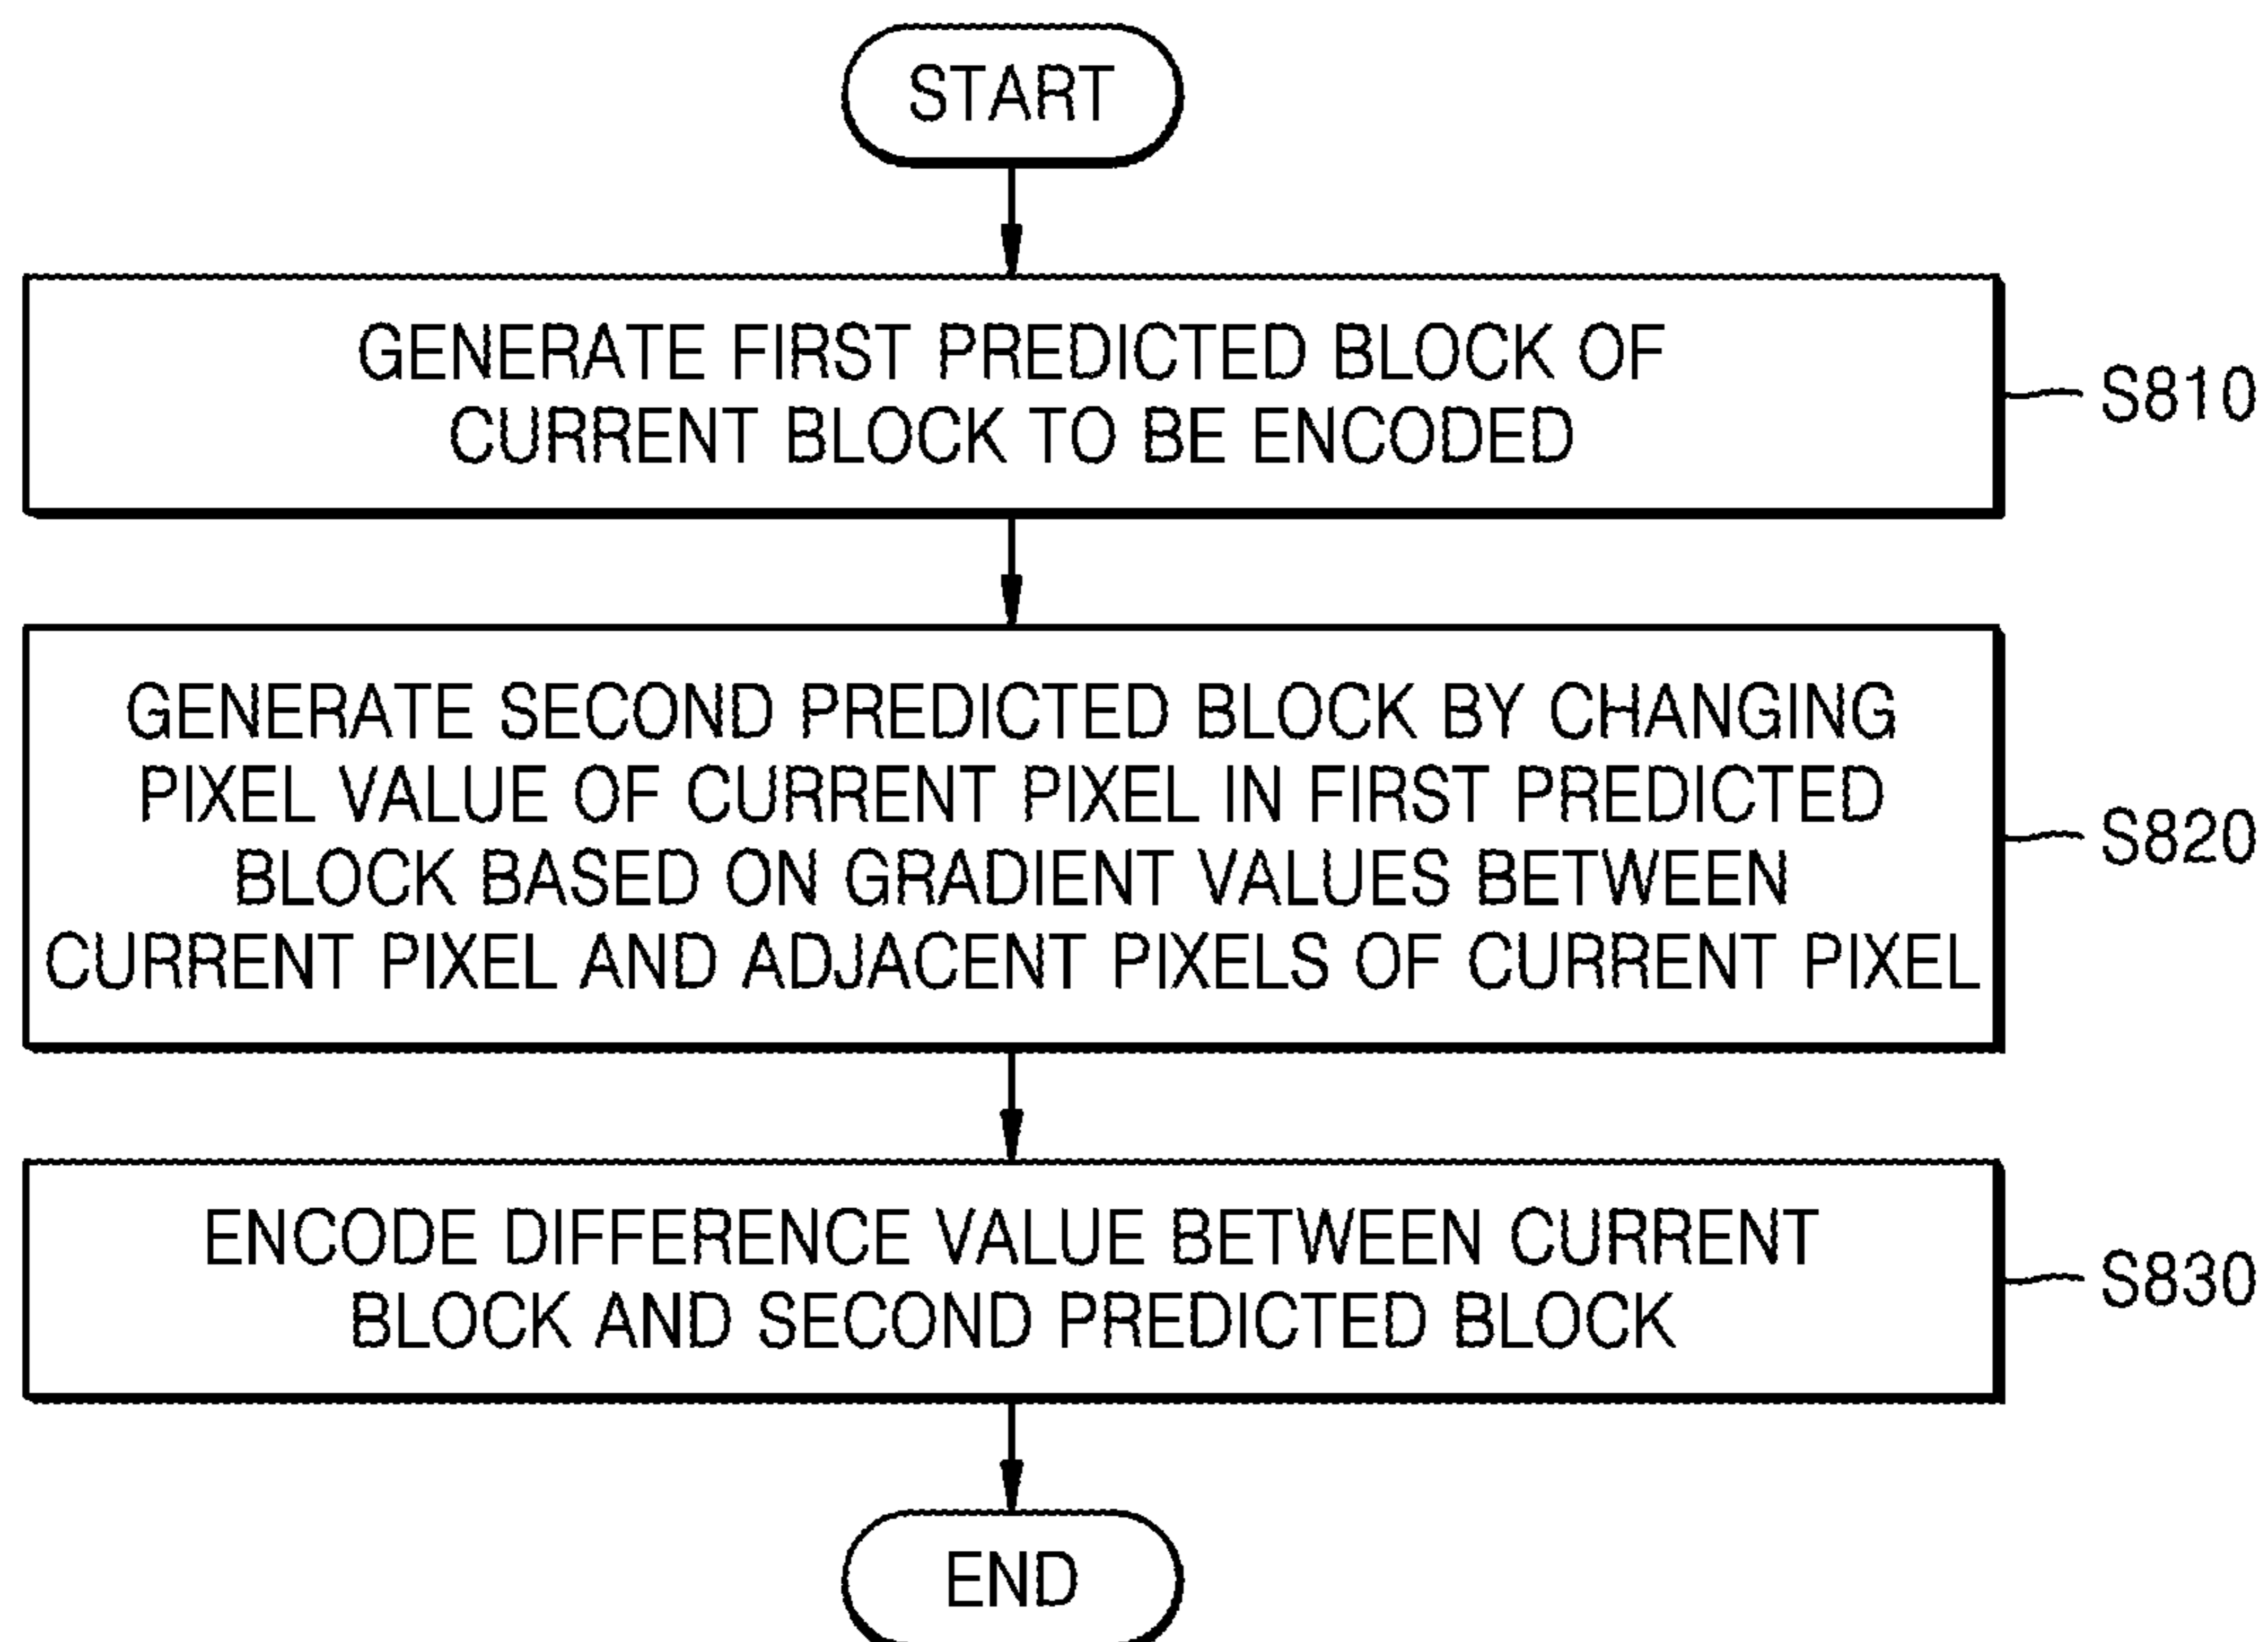 START
GENERATE FIRST PREDICTED BLOCK OF
CURRENT BLOCK TO BE ENCODED
S810
GENERATE SECOND PREDICTED BLOCK BY CHANGING
PIXEL VALUE OF CURRENT PIXEL IN FIRST PREDICTED
BLOCK BASED ON GRADIENT VALUES BETWEEN
CURRENT PIXEL AND ADJACENT PIXELS OF CURRENT PIXEL
S820
ENCODE DIFFERENCE VALUE BETWEEN CURRENT
BLOCK AND SECOND PREDICTED BLOCK
S830
END